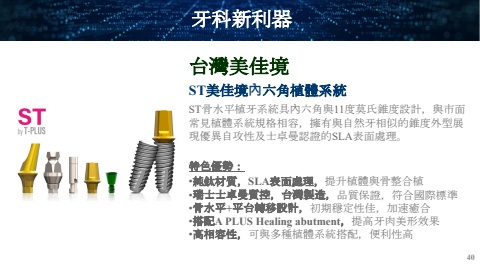 牙科新利器
台灣美佳境
ST美佳境內六角植體系統
ST
by T-PLUS
ST骨水平植牙系統具內六角與11度莫氏錐度設計，與市面
常見植體系統規格相容，擁有與自然牙相似的錐度外型展
現優異自攻性及士卓曼認證的SLA表面處理。
特色優勢：
•純鈦材質，SLA表面處理，提升植體與骨整合植
•瑞士士卓曼質控，台灣製造，品質保證，符合國際標準
•骨水平+平台轉移設計，初期穩定性佳，加速癒合
•搭配A PLUS Healing abutment，提高牙肉美形效果
•高相容性，可與多種植體系統搭配，便利性高
40